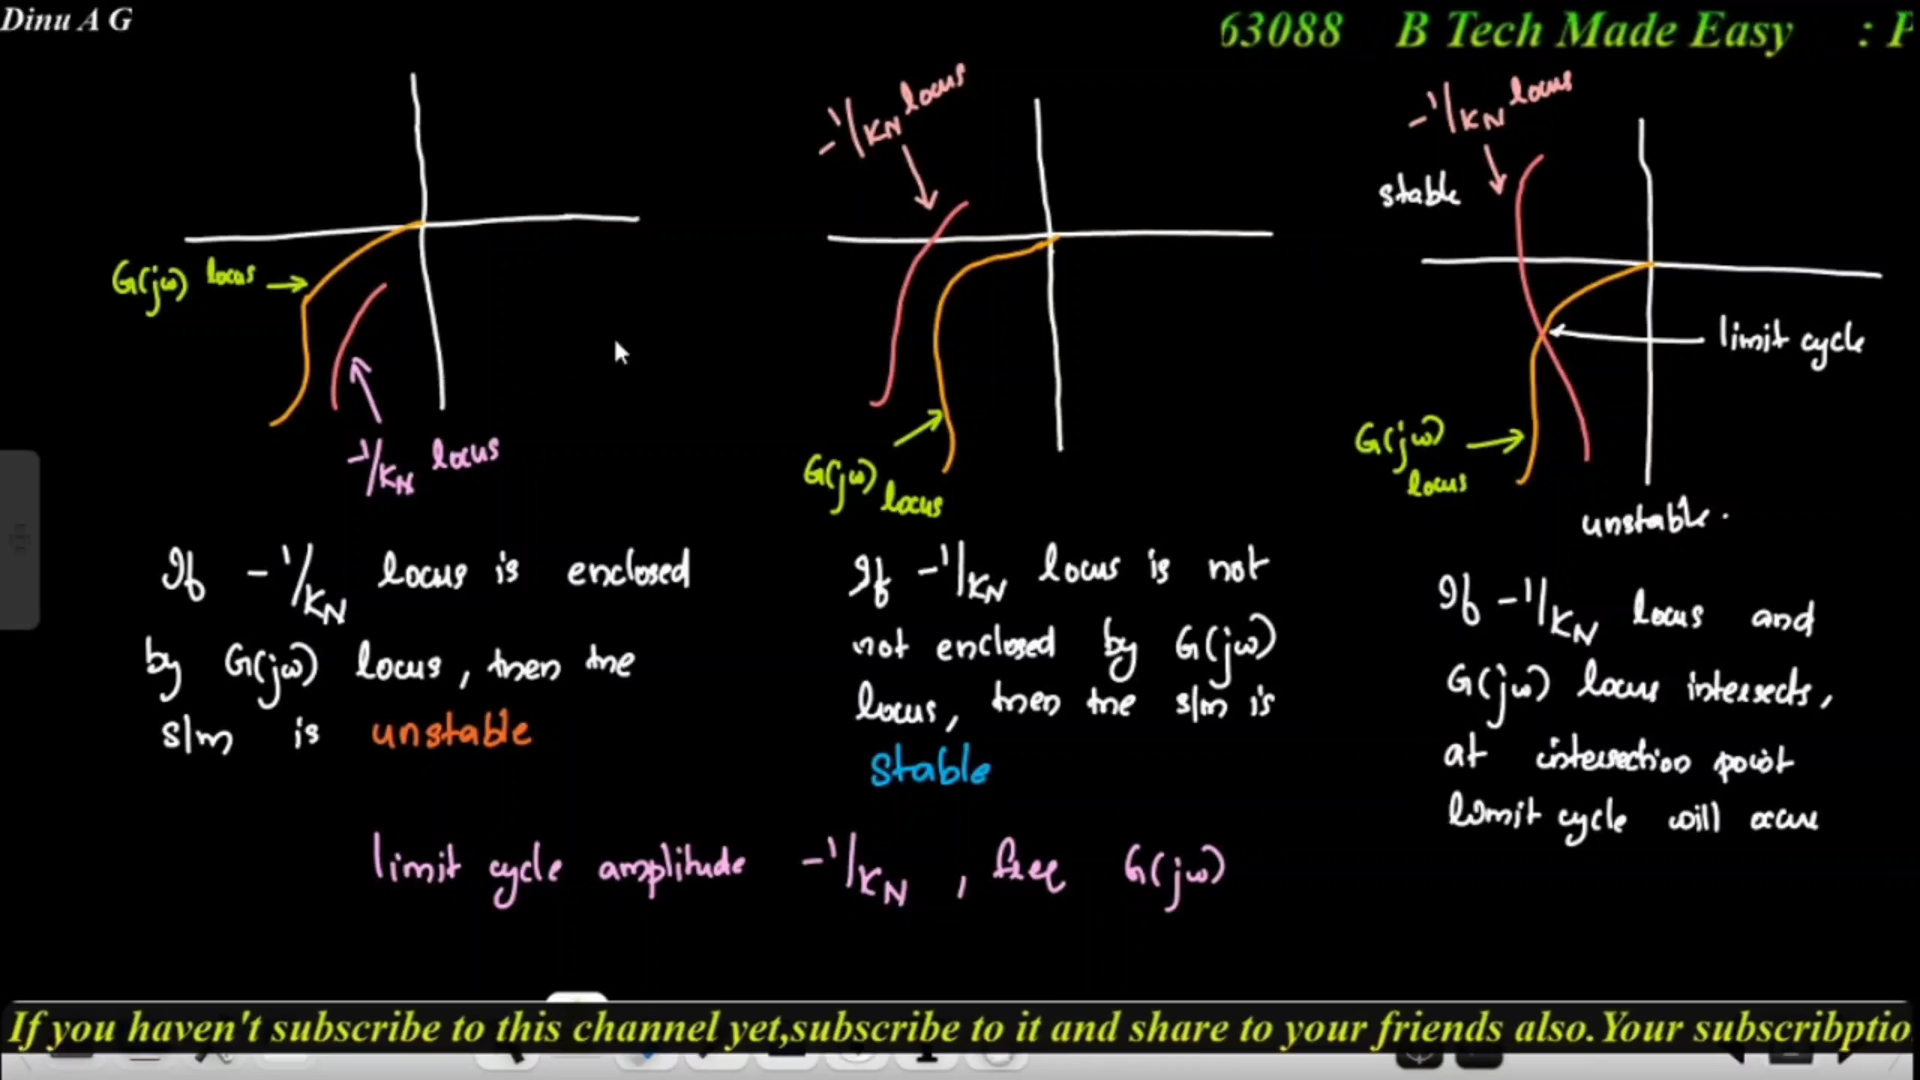 Dinu A G
63088 B Tech Made Easy : P
-1/KN locus
-1/KN locus
stable
G(jω) locus
limit cycle
-1/KN locus
G(jω) locus
G(jω)
locus
unstable.
If -1/KN locus is enclosed
by G(jω) locus, then the
s/m is unstable
If -1/KN locus is not
not enclosed by G(jω)
locus, then the s/m is
stable
If -1/KN locus and
G(jω) locus intersects,
at intersection point
limit cycle will occur
limit cycle amplitude -1/KN, freq G(jω)
If you haven't subscribe to this channel yet,subscribe to it and share to your friends also.Your subscribptio